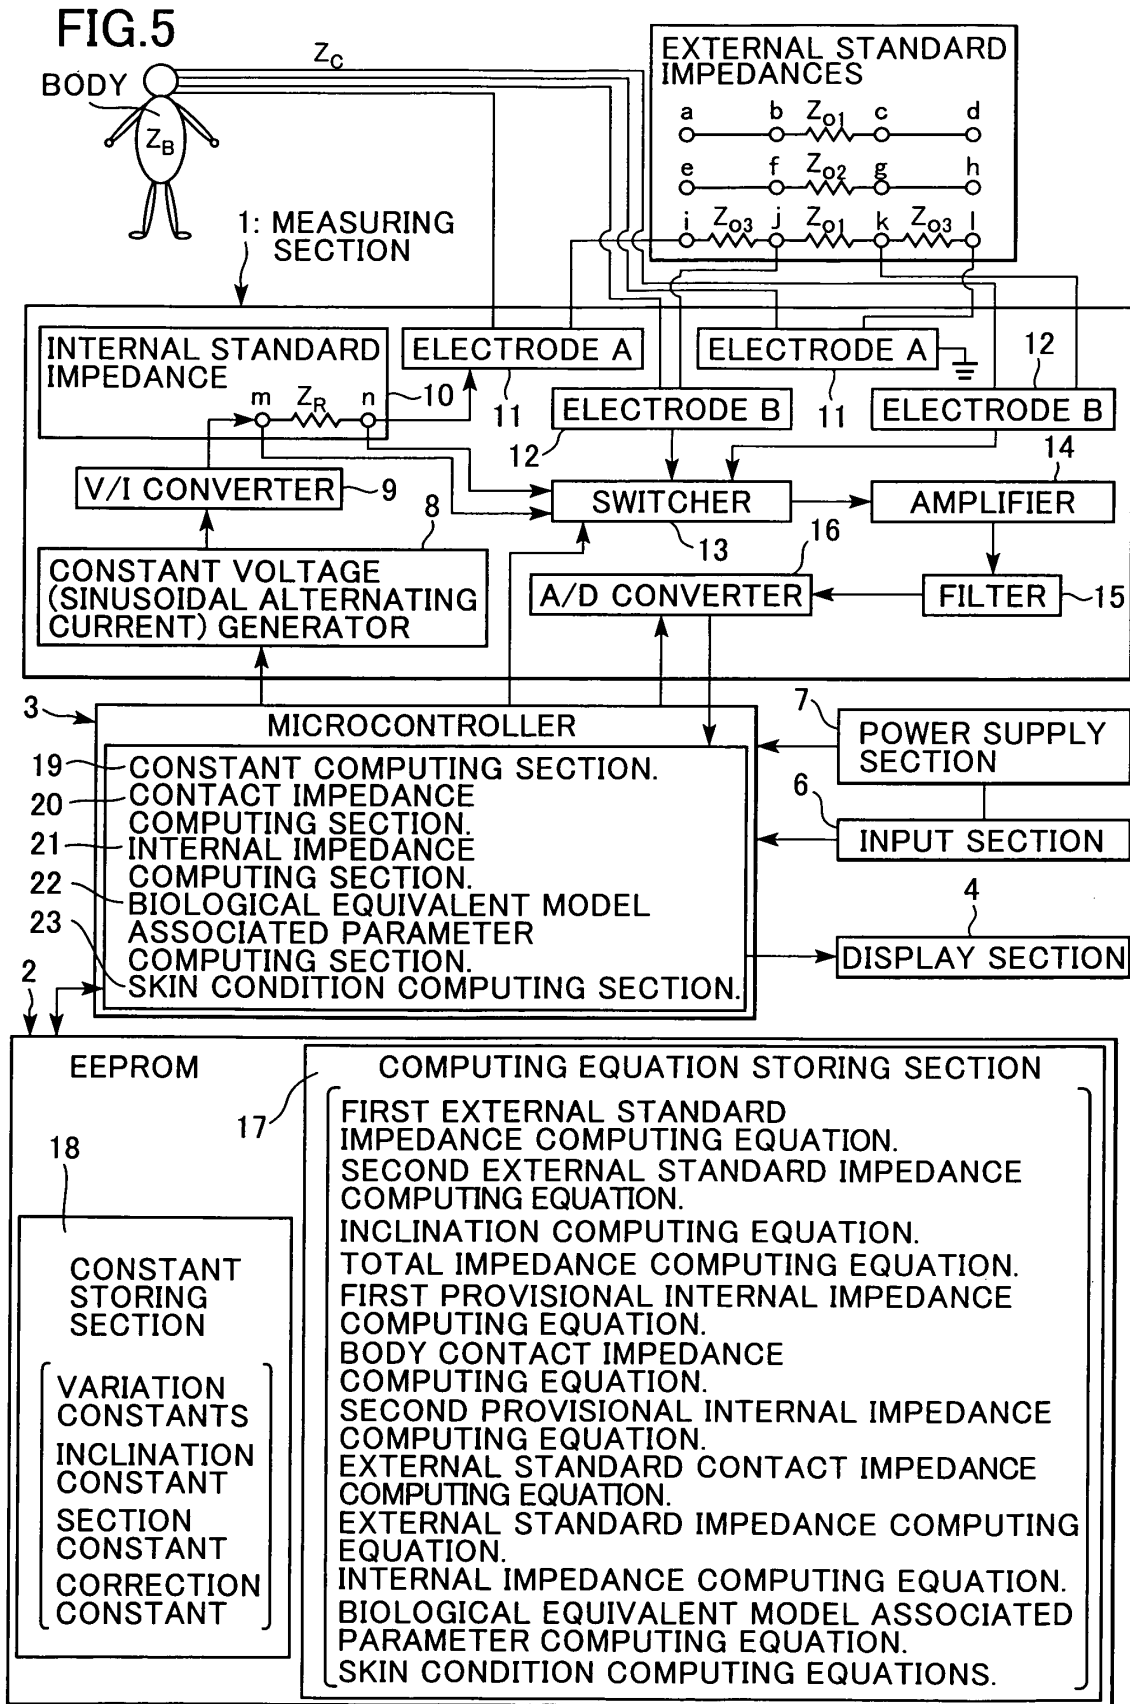 FIG.5
BODY
Z_B
Z_C
EXTERNAL STANDARD
IMPEDANCES
a b Z_O1 c d
e f Z_O2 g h
i Z_O3 j Z_O1 k Z_O3 l
1: MEASURING
SECTION
INTERNAL STANDARD
IMPEDANCE
m Z_R n
10
ELECTRODE A
11
ELECTRODE A
11
ELECTRODE B
12
ELECTRODE B
12
V/I CONVERTER
9
SWITCHER
13
AMPLIFIER
14
8
CONSTANT VOLTAGE
(SINUSOIDAL ALTERNATING
CURRENT) GENERATOR
A/D CONVERTER
16
FILTER
15
3
MICROCONTROLLER
19 CONSTANT COMPUTING SECTION.
20 CONTACT IMPEDANCE
COMPUTING SECTION.
21 INTERNAL IMPEDANCE
COMPUTING SECTION.
22 BIOLOGICAL EQUIVALENT MODEL
ASSOCIATED PARAMETER
COMPUTING SECTION.
23 SKIN CONDITION COMPUTING SECTION.
7
POWER SUPPLY
SECTION
6
INPUT SECTION
4
DISPLAY SECTION
2
EEPROM
18
CONSTANT
STORING
SECTION
VARIATION
CONSTANTS
INCLINATION
CONSTANT
SECTION
CONSTANT
CORRECTION
CONSTANT
17
COMPUTING EQUATION STORING SECTION
FIRST EXTERNAL STANDARD
IMPEDANCE COMPUTING EQUATION.
SECOND EXTERNAL STANDARD IMPEDANCE
COMPUTING EQUATION.
INCLINATION COMPUTING EQUATION.
TOTAL IMPEDANCE COMPUTING EQUATION.
FIRST PROVISIONAL INTERNAL IMPEDANCE
COMPUTING EQUATION.
BODY CONTACT IMPEDANCE
COMPUTING EQUATION.
SECOND PROVISIONAL INTERNAL IMPEDANCE
COMPUTING EQUATION.
EXTERNAL STANDARD CONTACT IMPEDANCE
COMPUTING EQUATION.
EXTERNAL STANDARD IMPEDANCE COMPUTING
EQUATION.
INTERNAL IMPEDANCE COMPUTING EQUATION.
BIOLOGICAL EQUIVALENT MODEL ASSOCIATED
PARAMETER COMPUTING EQUATION.
SKIN CONDITION COMPUTING EQUATIONS.